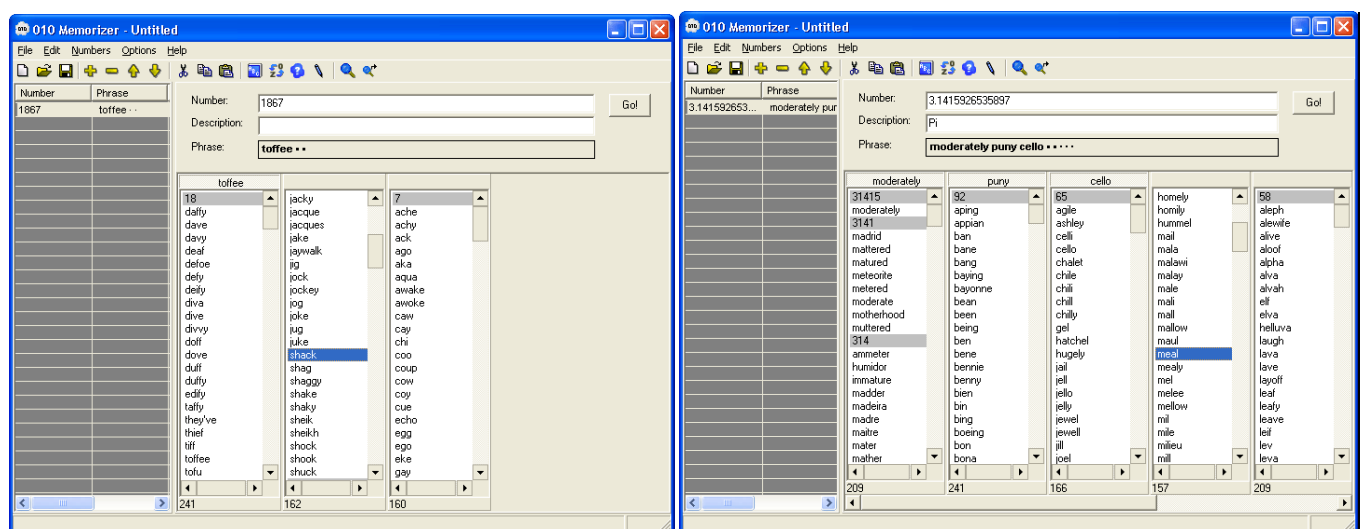 010 Memorizer - Untitled
File Edit Numbers Options Help
Number Phrase
1867 toffee · ·
Number: 1867
Go!
Description:
Phrase: toffee • •
toffee
18
daffy
dave
davy
deaf
defoe
defy
deify
diva
dive
divvy
doff
dove
duff
duffy
edify
taffy
they've
thief
tiff
toffee
tofu
241
jacky
jacque
jacques
jake
jaywalk
jig
jock
jockey
jog
joke
jug
juke
shack
shag
shaggy
shake
shaky
sheik
sheikh
shock
shook
shuck
162
7
ache
achy
ack
ago
aka
aqua
awake
awoke
caw
cay
chi
coo
coup
cow
coy
cue
echo
egg
ego
eke
gay
160
010 Memorizer - Untitled
File Edit Numbers Options Help
Number Phrase
3.141592653... moderately pur
Number: 3.1415926535897
Go!
Description: Pi
Phrase: moderately puny cello • • • • •
moderately
31415
moderately
3141
madrid
mattered
matured
meteorite
metered
moderate
motherhood
muttered
314
ammeter
humidor
immature
madder
madeira
madre
maitre
mater
mather
209
puny
92
aping
appian
ban
bane
bang
baying
bayonne
bean
been
being
ben
bene
bennie
benny
bien
bin
bing
boeing
bon
bona
241
cello
65
agile
ashley
celli
cello
chalet
chile
chili
chill
chilly
gel
hatchel
hugely
jail
jell
jello
jelly
jewel
jewell
jill
joel
166
homely
homily
hummel
mail
mala
malawi
malay
male
mali
mall
mallow
maul
meal
mealy
mel
melee
mellow
mil
mile
milieu
mill
157
58
aleph
alewife
alive
aloof
alpha
alva
alvah
elf
elva
helluva
laugh
lava
lave
layoff
leaf
leafy
leave
leif
lev
leva
209